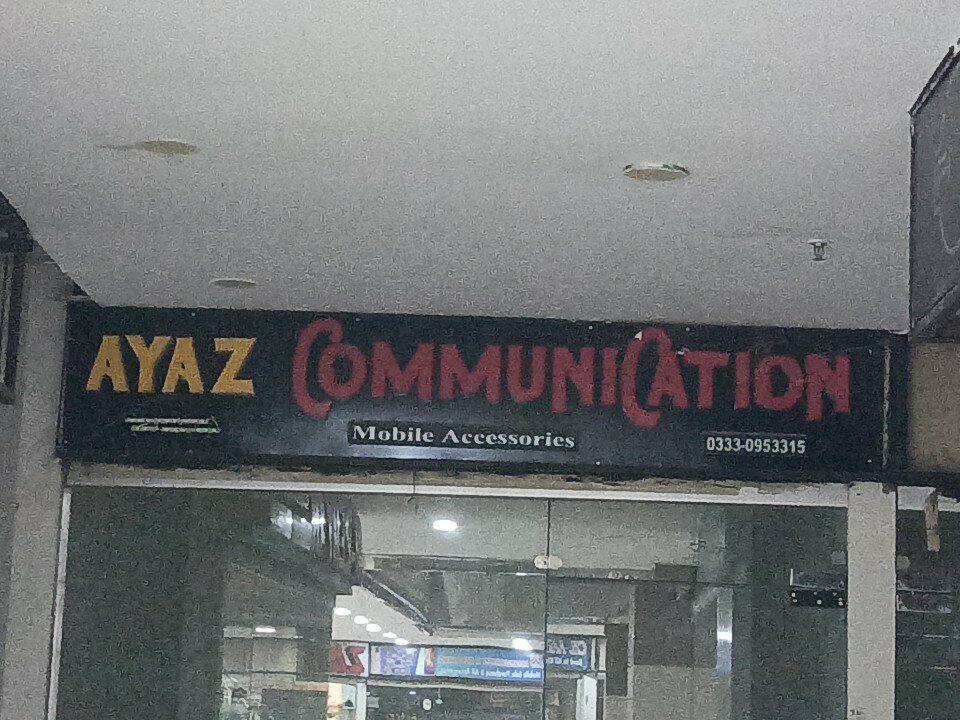 AYAZ COMMUNICATION
Mobile Accessories
0333-0953315